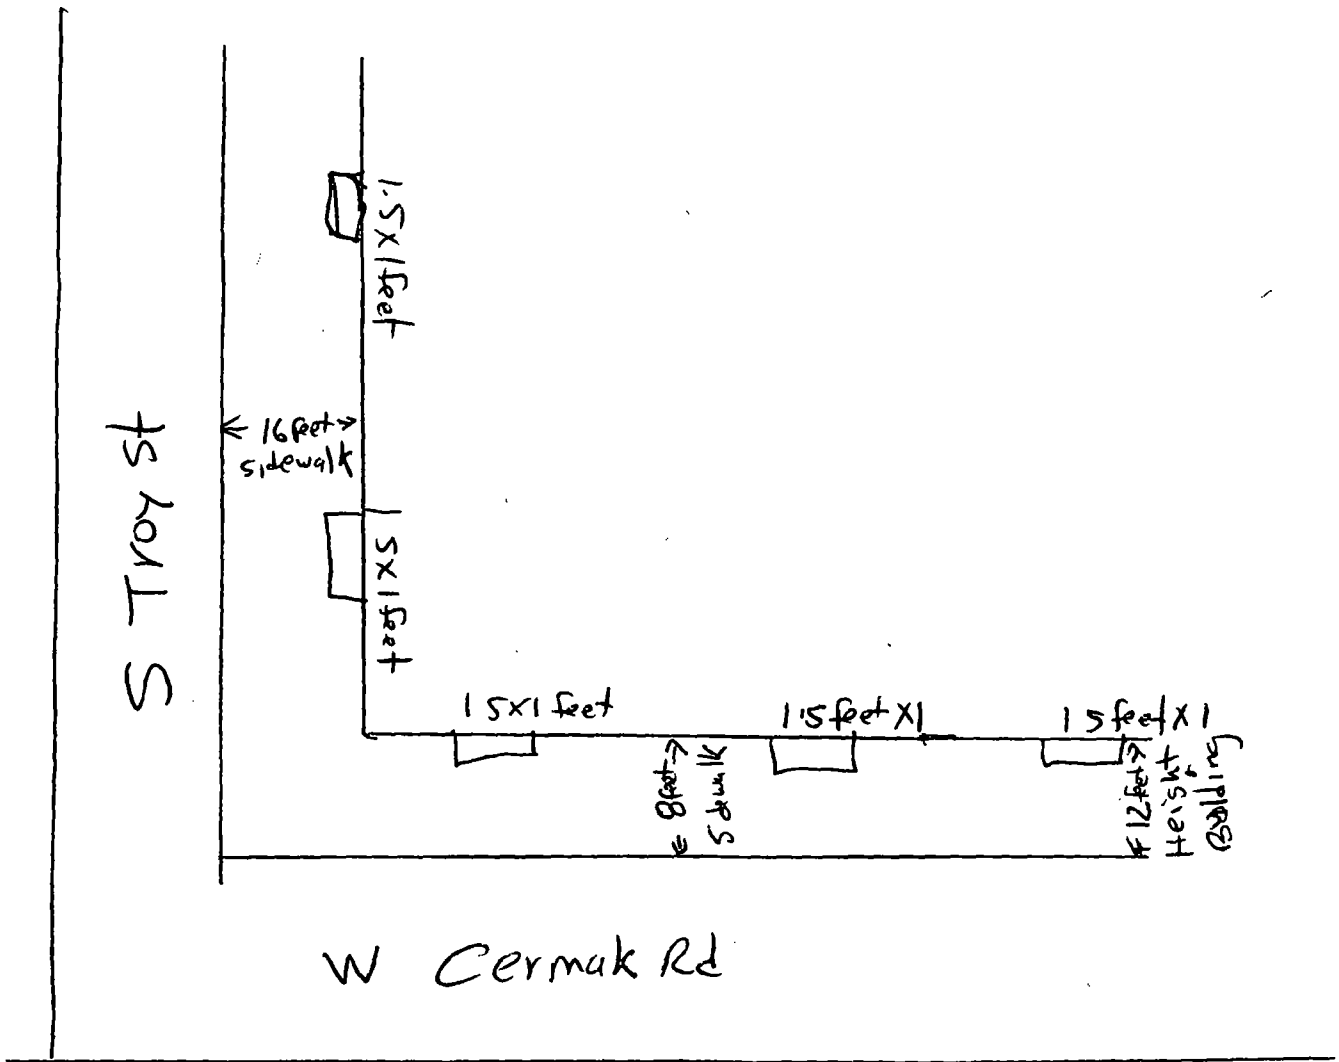 1.5X1 feet
16 feet
sidewalk
S Troy St
1 5X1 feet
1 5X1 feet
1.5 feet X1
1 5 feet X 1
8 feet
Sidewalk
12 feet
Height
Building
W Cermak Rd